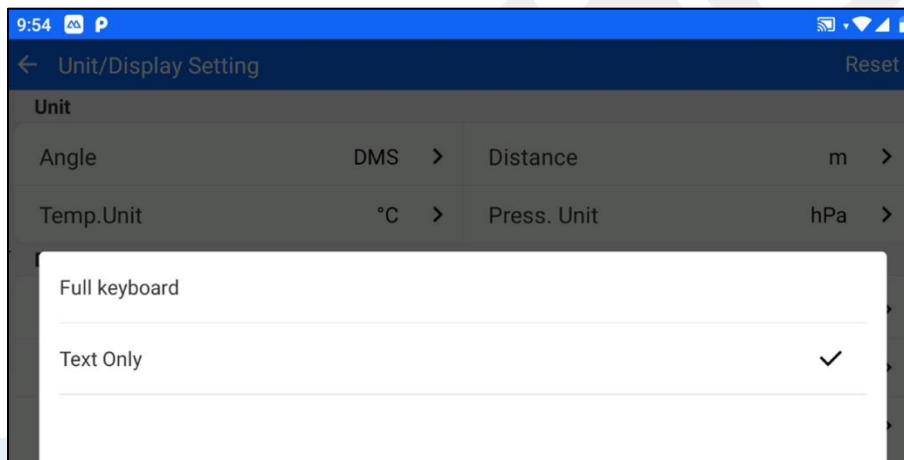 9:54
Unit/Display Setting Reset
Unit
Angle DMS Distance m
Temp.Unit °C Press. Unit hPa
Full keyboard
Text Only